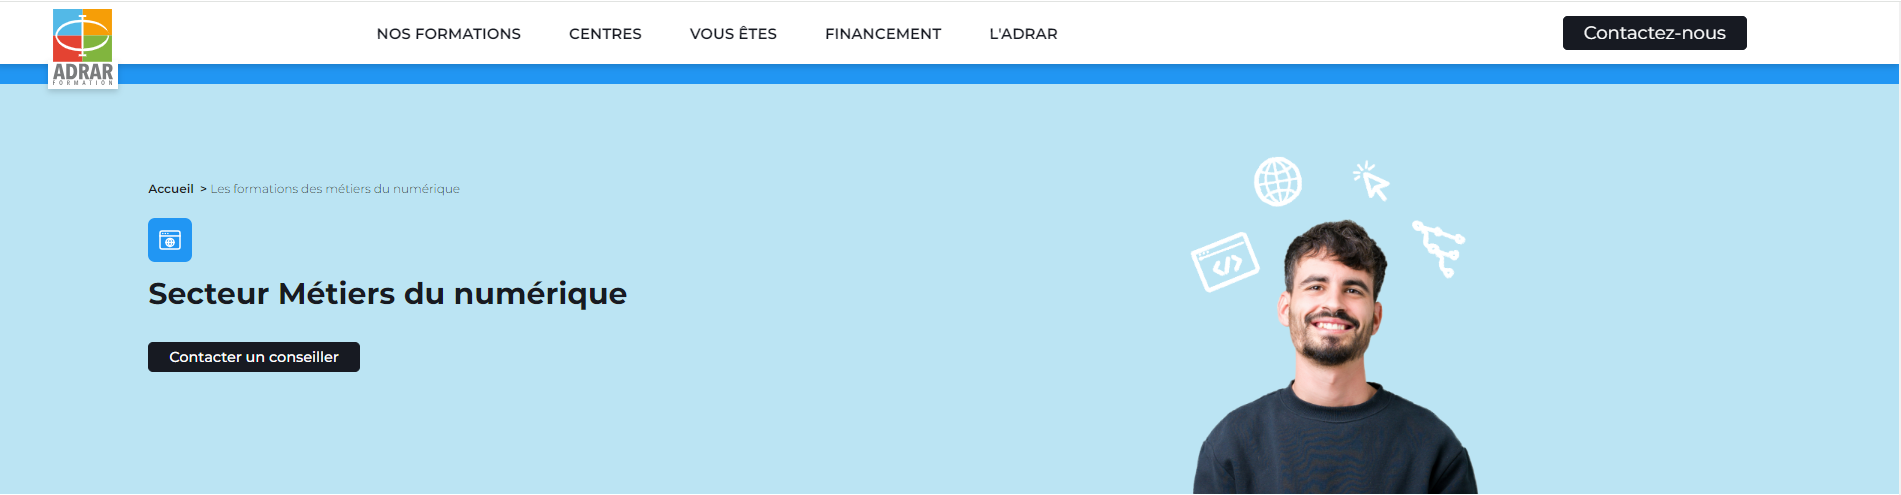 ADRAR
FORMATION
NOS FORMATIONS
CENTRES
VOUS ÊTES
FINANCEMENT
L'ADRAR
Contactez-nous
Accueil > Les formations des métiers du numérique
Secteur Métiers du numérique
Contacter un conseiller